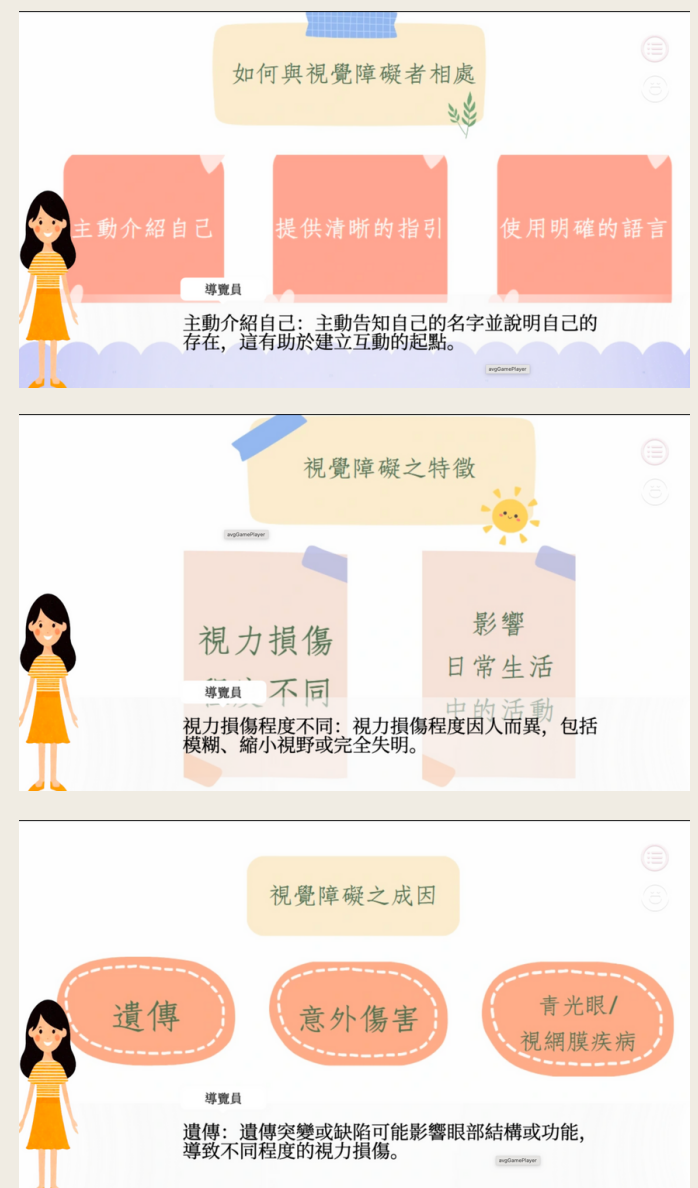 如何與視覺障礙者相處
主動介紹自己
提供清晰的指引
使用明確的語言
導覽員
主動介紹自己：主動告知自己的名字並說明自己的
存在，這有助於建立互動的起點。
avgGamePlayer
視覺障礙之特徵
avgGamePlayer
視力損傷
程度不同
影響
日常生活
中的活動
導覽員
視力損傷程度不同：視力損傷程度因人而異，包括
模糊、縮小視野或完全失明。
視覺障礙之成因
遺傳
意外傷害
青光眼/
視網膜疾病
導覽員
遺傳：遺傳突變或缺陷可能影響眼部結構或功能，
導致不同程度的視力損傷。
avgGamePlayer